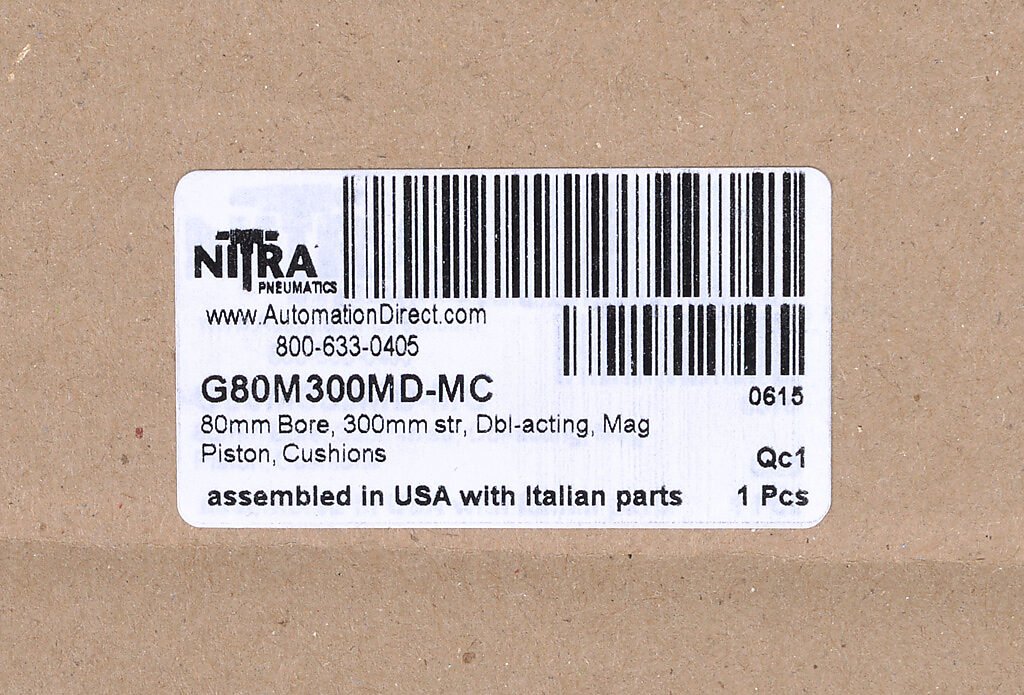 NITRA
PNEUMATICS
www.AutomationDirect.com
800-633-0405
G80M300MD-MC
0615
80mm Bore, 300mm str, Dbl-acting, Mag
Piston, Cushions
Qc1
assembled in USA with Italian parts
1 Pcs